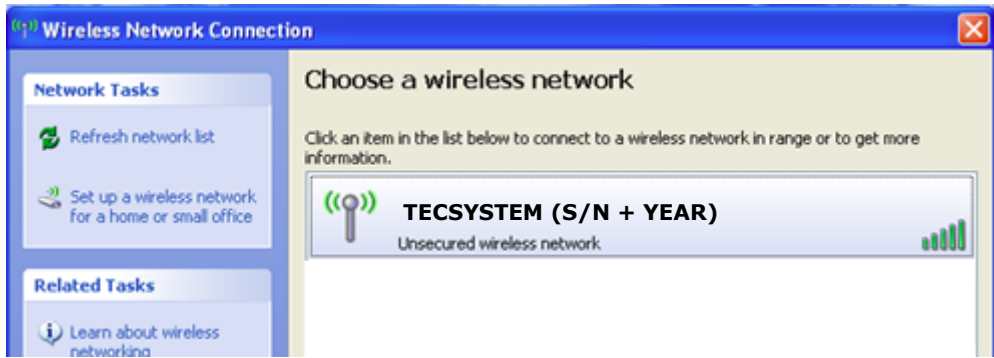 Wireless Network Connection
Network Tasks
Refresh network list
Set up a wireless network
for a home or small office
Related Tasks
Learn about wireless
networking
Choose a wireless network
Click an item in the list below to connect to a wireless network in range or to get more
information.
TECSYSTEM (S/N + YEAR)
Unsecured wireless network